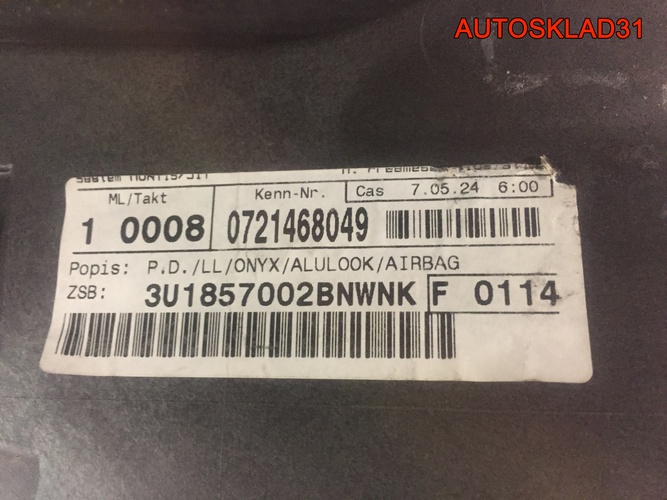 AUTOSKLAD31
ML/Takt
Kenn-Nr.
Cas 7.05.24 6:00
1 0008 0721468049
Popis: P.D./LL/ONYX/ALULOOK/AIRBAG
ZSB: 3U1857002BNWNK F 0114